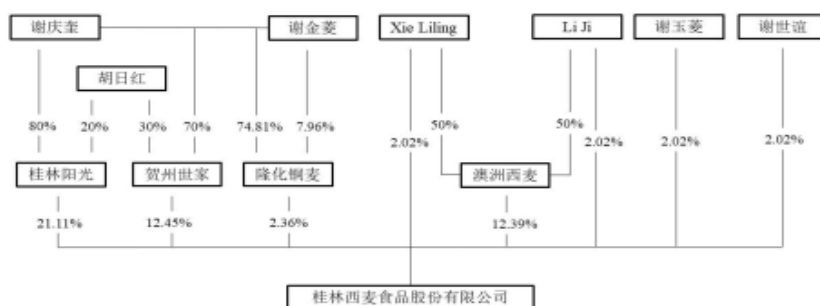 谢庆奎 谢金菱 Xie Liling Li Ji 谢玉菱 谢世谊
胡日红
80% 20% 30% 70% 74.81% 7.96% 2.02% 50% 50% 2.02% 2.02% 2.02%
桂林阳光 贺州世家 隆化铜麦 澳洲西麦
21.11% 12.45% 2.36% 12.39%
桂林西麦食品股份有限公司